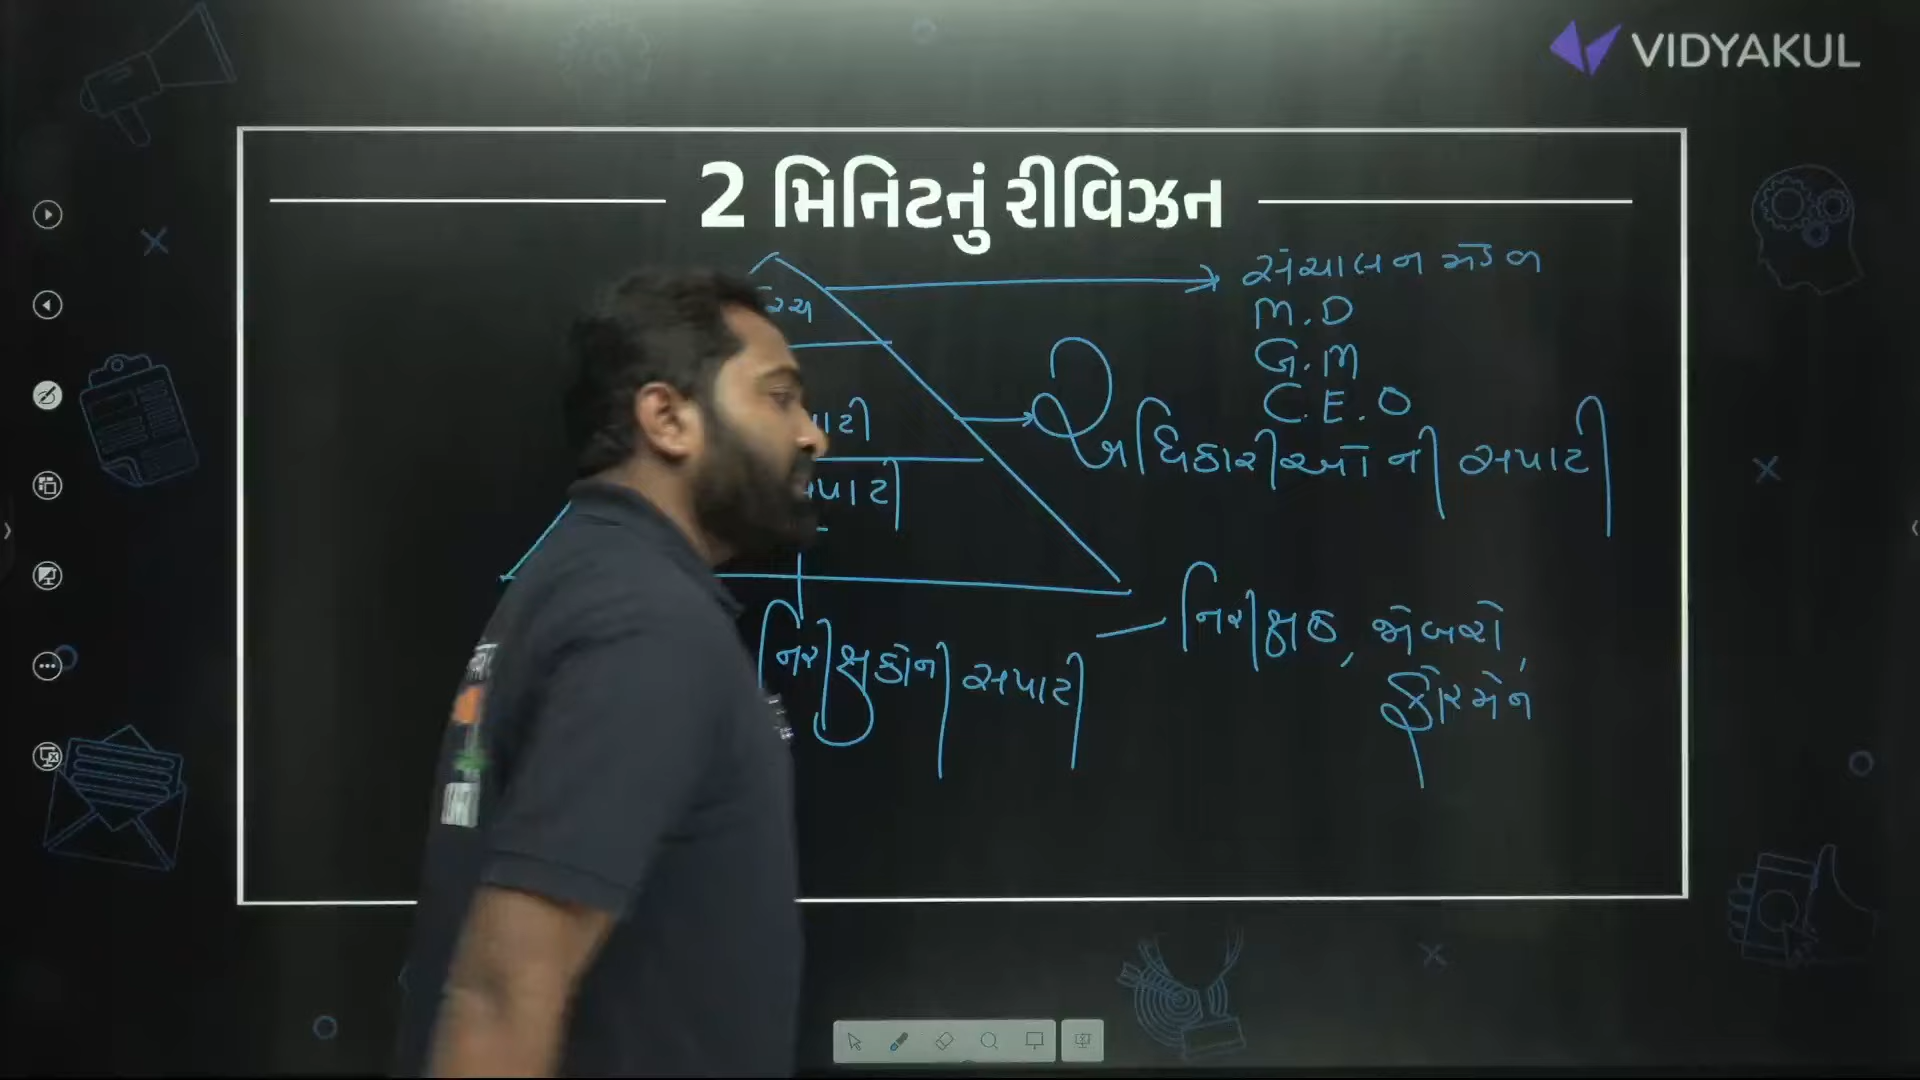 VIDYAKUL
2 મિનિટનું રીવિઝન
સંચાલન મંડળ
M.D
G.M
C.E.O
અધિકારીઓની સપાટી
નિરીક્ષકોની સપાટી
નિરીક્ષક, જોબરો,
ફોરમેન